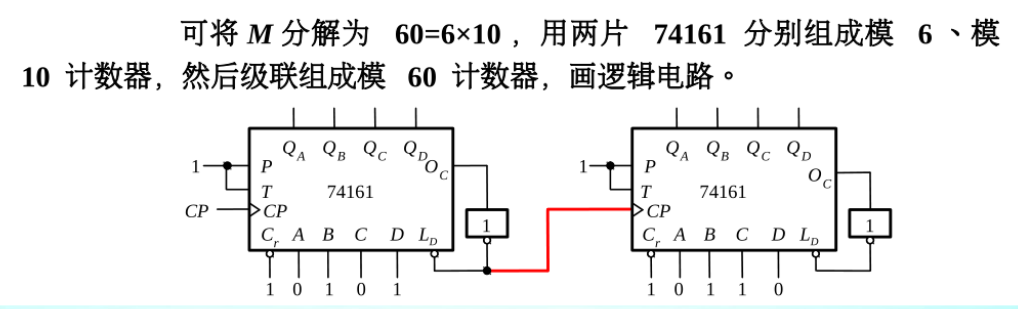 可将 M 分解为 60=6×10 ，用两片 74161 分别组成模 6 、模
10 计数器，然后级联组成模 60 计数器，画逻辑电路。
Q_A Q_B Q_C Q_D Q_A Q_B Q_C Q_D
1 P O_C 1 P O_C
T 74161 T 74161
CP CP 1 CP 1
C_r A B C D L_D C_r A B C D L_D
1 0 1 0 1 1 0 1 1 0